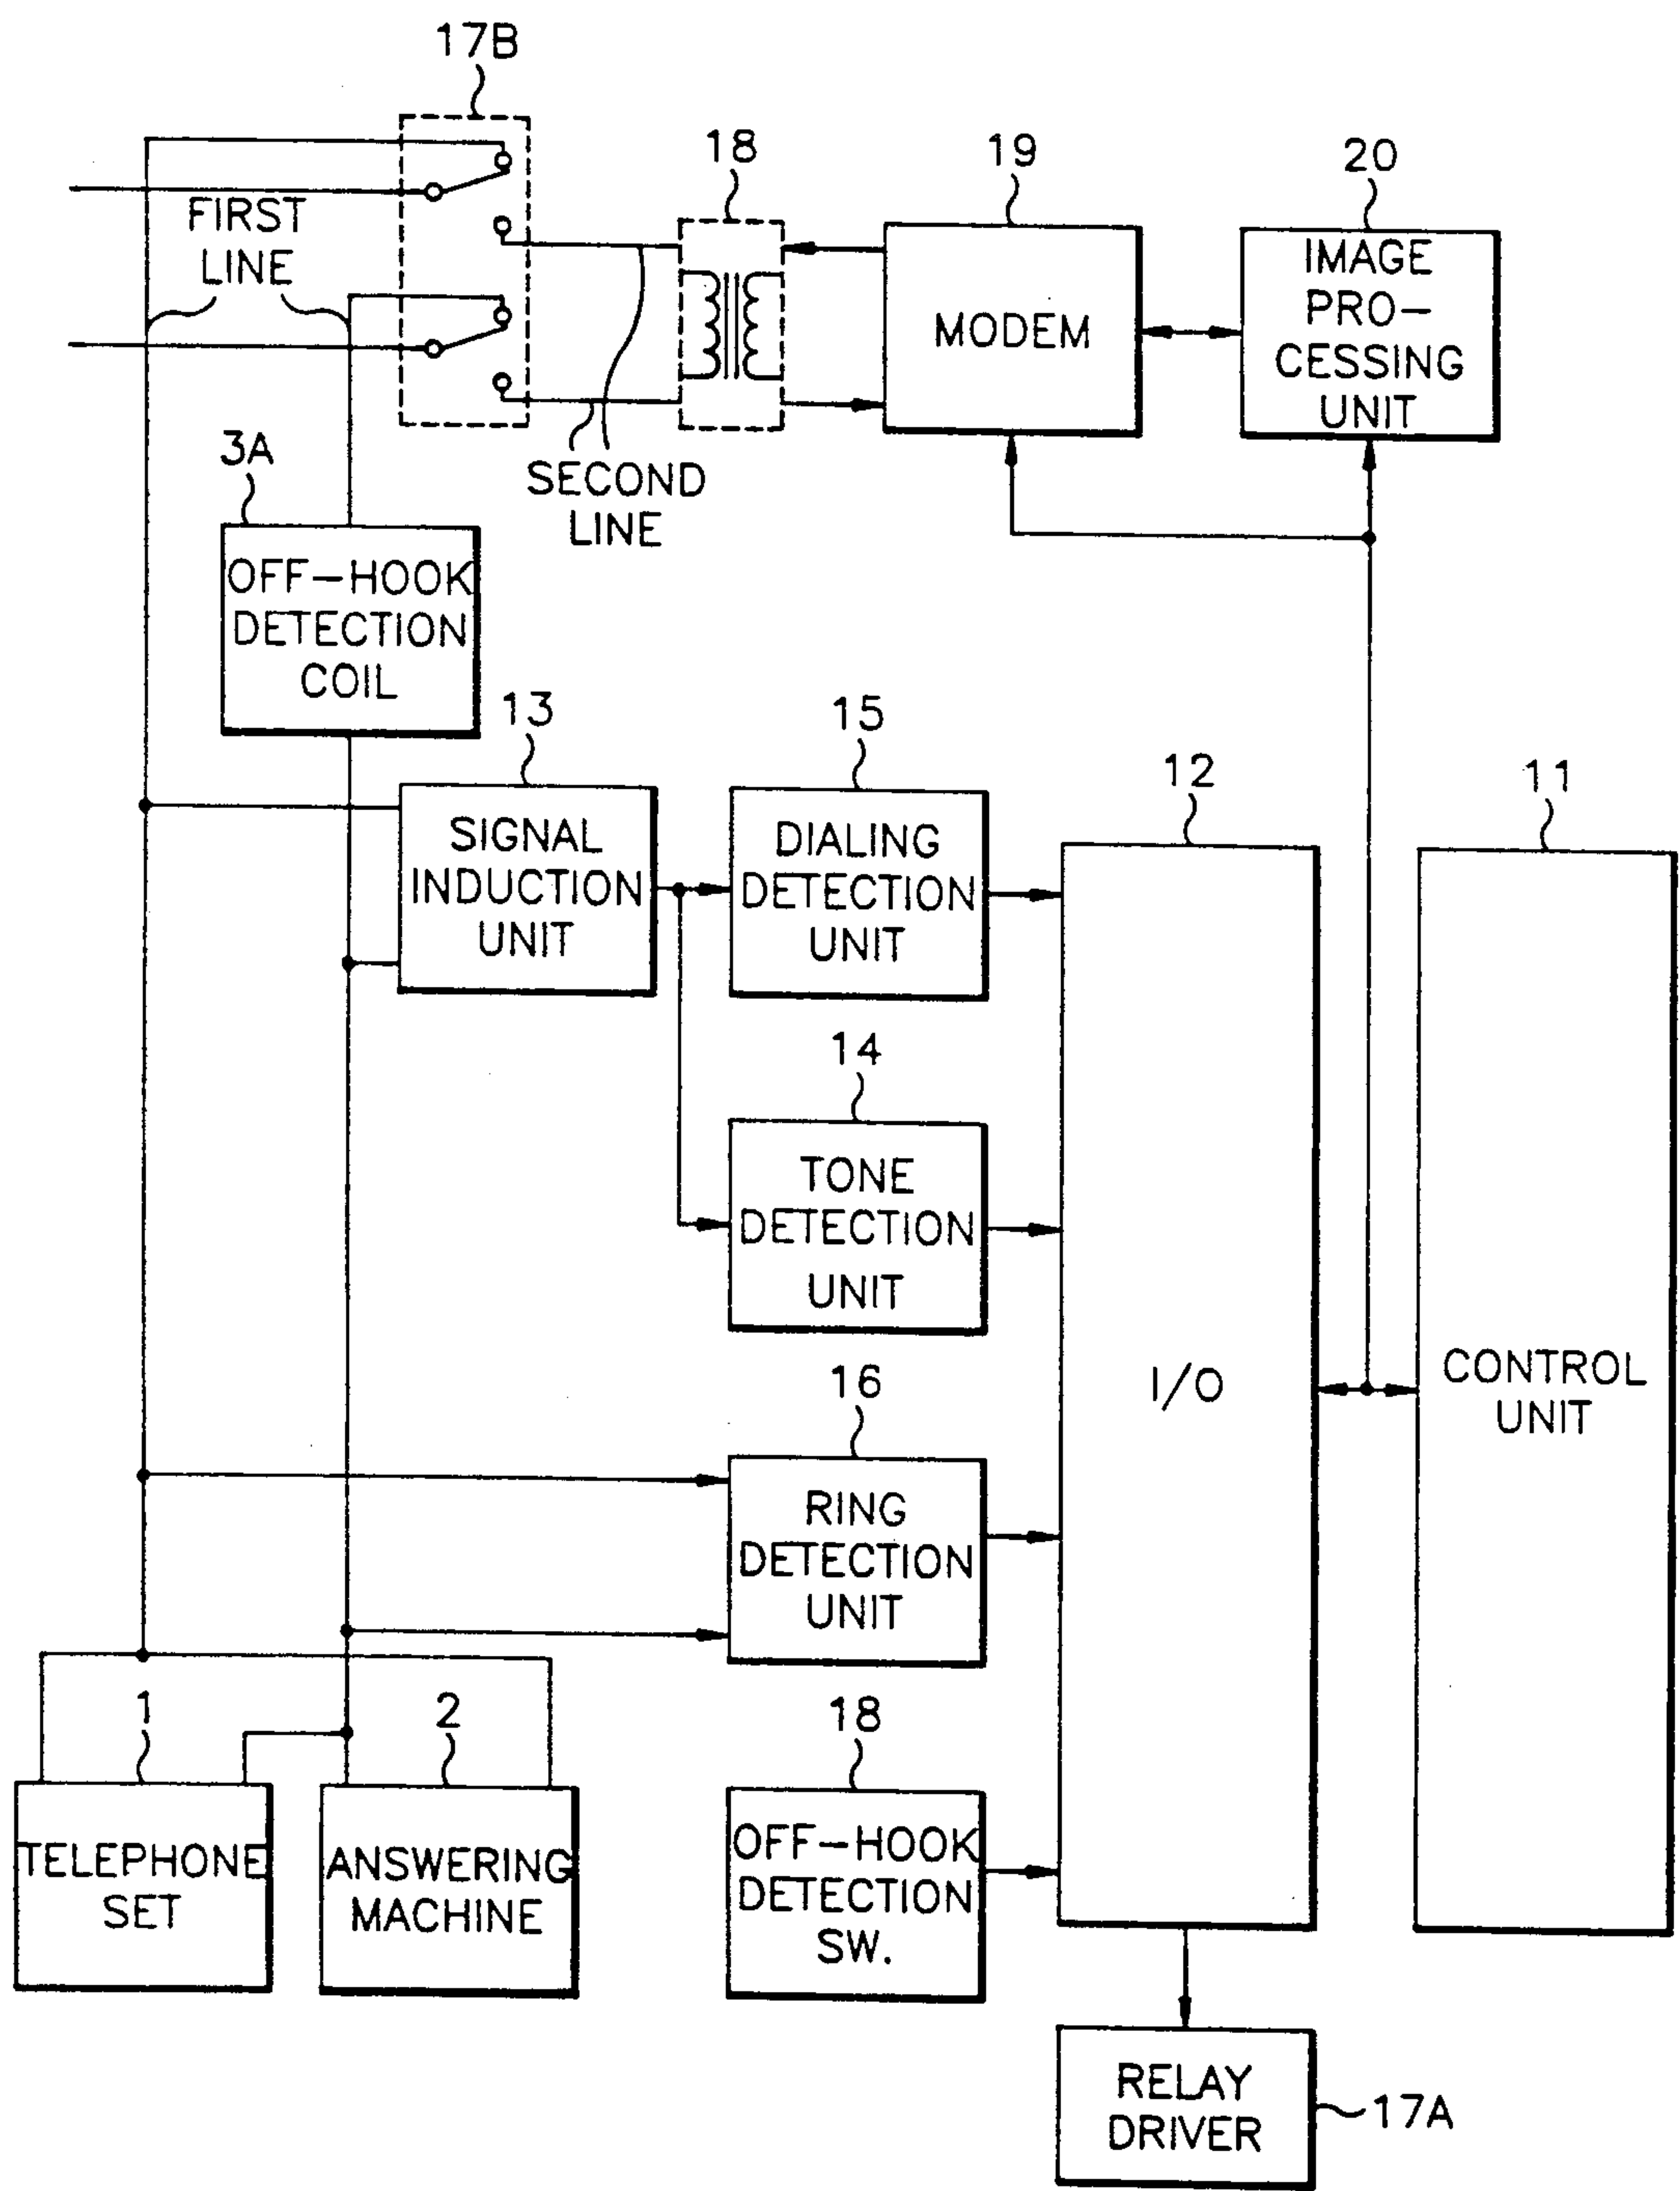 17B
18
19
20
FIRST
LINE
MODEM
IMAGE
PRO-
CESSING
UNIT
SECOND
LINE
3A
OFF-HOOK
DETECTION
COIL
13
SIGNAL
INDUCTION
UNIT
15
DIALING
DETECTION
UNIT
12
I/O
11
CONTROL
UNIT
14
TONE
DETECTION
UNIT
16
RING
DETECTION
UNIT
1
TELEPHONE
SET
2
ANSWERING
MACHINE
18
OFF-HOOK
DETECTION
SW.
RELAY
DRIVER
17A